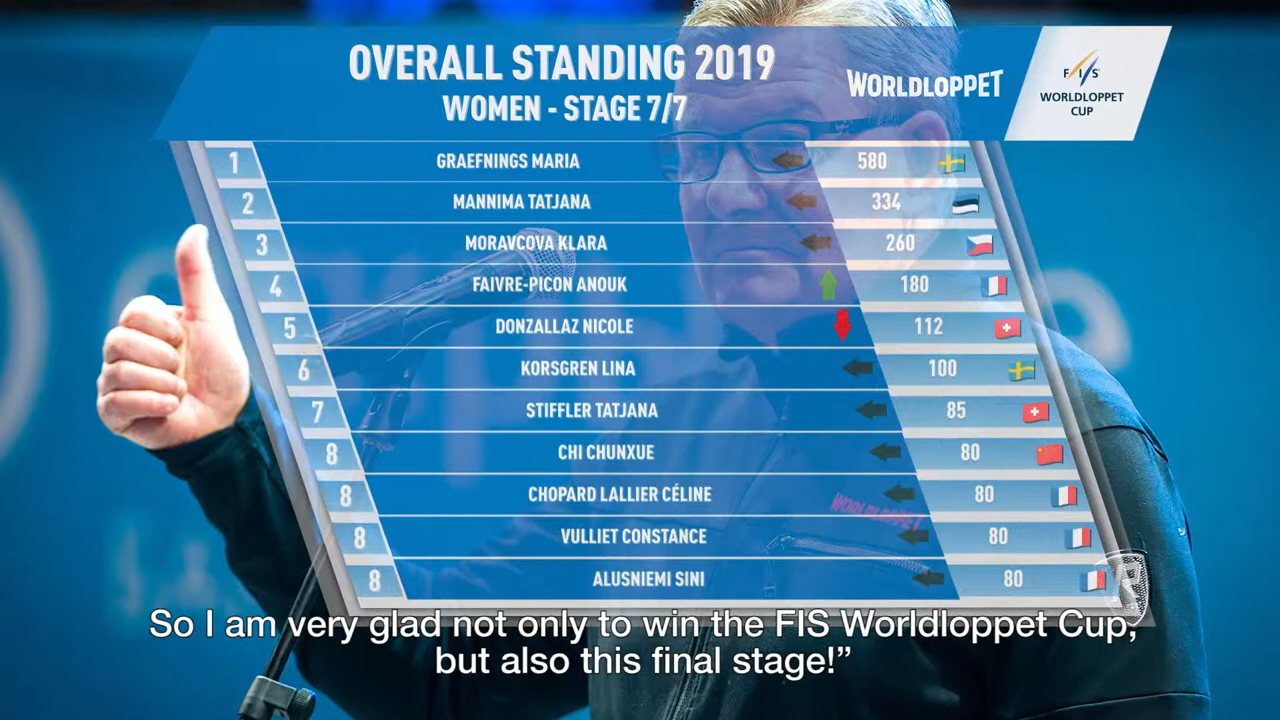 OVERALL STANDING 2019
WOMEN - STAGE 7/7
WORLDLOPPET
FIS
WORLDLOPPET
CUP
1 GRAEFNINGS MARIA 580
2 MANNIMA TATJANA 334
3 MORAVCOVA KLARA 260
4 FAIVRE-PICON ANOUK 180
5 DONZALLAZ NICOLE 112
6 KORSGREN LINA 100
7 STIFFLER TATJANA 85
8 CHI CHUNXUE 80
8 CHOPARD LALLIER CÉLINE 80
WORLDLOPPET
8 VULLIET CONSTANCE 80
8 ALUSNIEMI SINI 80
So I am very glad not only to win the FIS Worldloppet Cup,
but also this final stage!”